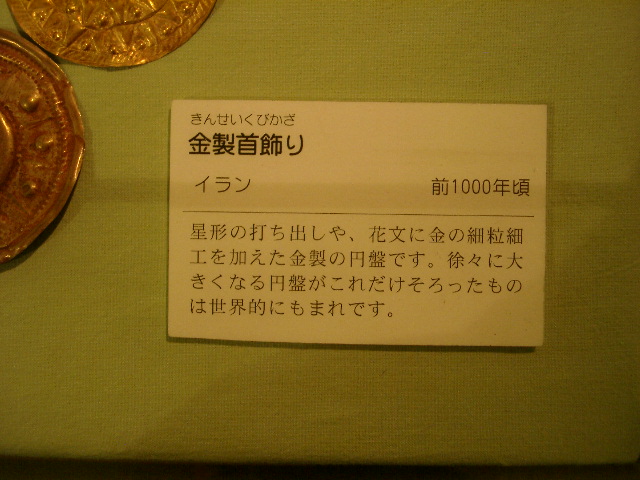 きんせいくびかざ
金製首飾り
イラン 前1000年頃
星形の打ち出しや、花文に金の細粒細
工を加えた金製の円盤です。徐々に大
きくなる円盤がこれだけそろったもの
は世界的にもまれです。